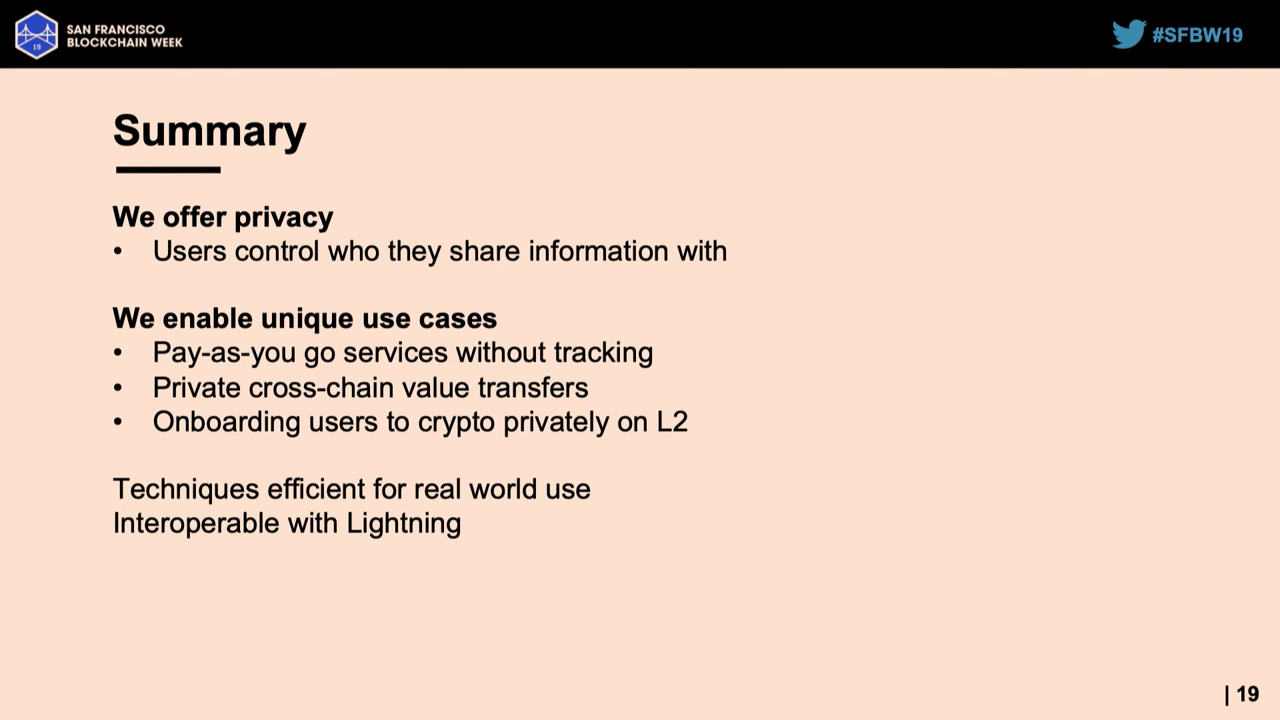 SAN FRANCISCO
BLOCKCHAIN WEEK
19
#SFBW19
Summary
We offer privacy
• Users control who they share information with
We enable unique use cases
• Pay-as-you go services without tracking
• Private cross-chain value transfers
• Onboarding users to crypto privately on L2
Techniques efficient for real world use
Interoperable with Lightning
| 19